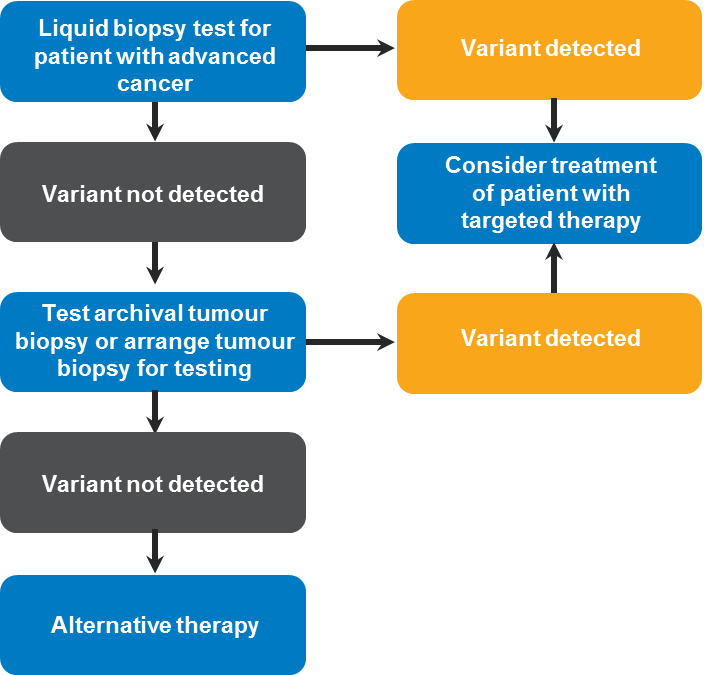 Liquid biopsy test for
patient with advanced
cancer
Variant detected
Variant not detected
Consider treatment
of patient with
targeted therapy
Test archival tumour
biopsy or arrange tumour
biopsy for testing
Variant detected
Variant not detected
Alternative therapy